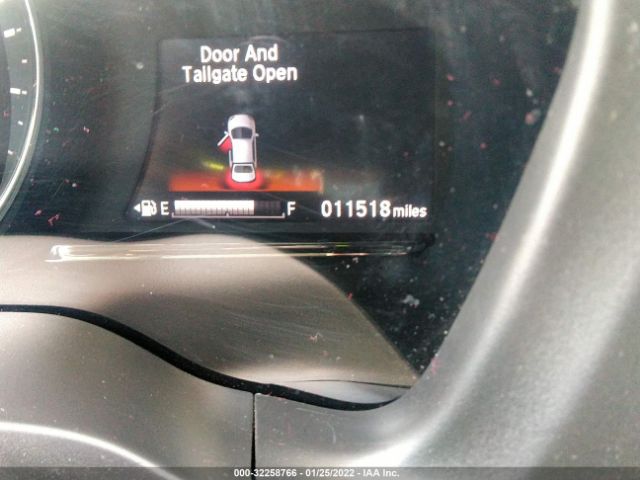 Door And
Tailgate Open
E F 011518 miles
000-32258766 - 01/25/2022 - IAA Inc.